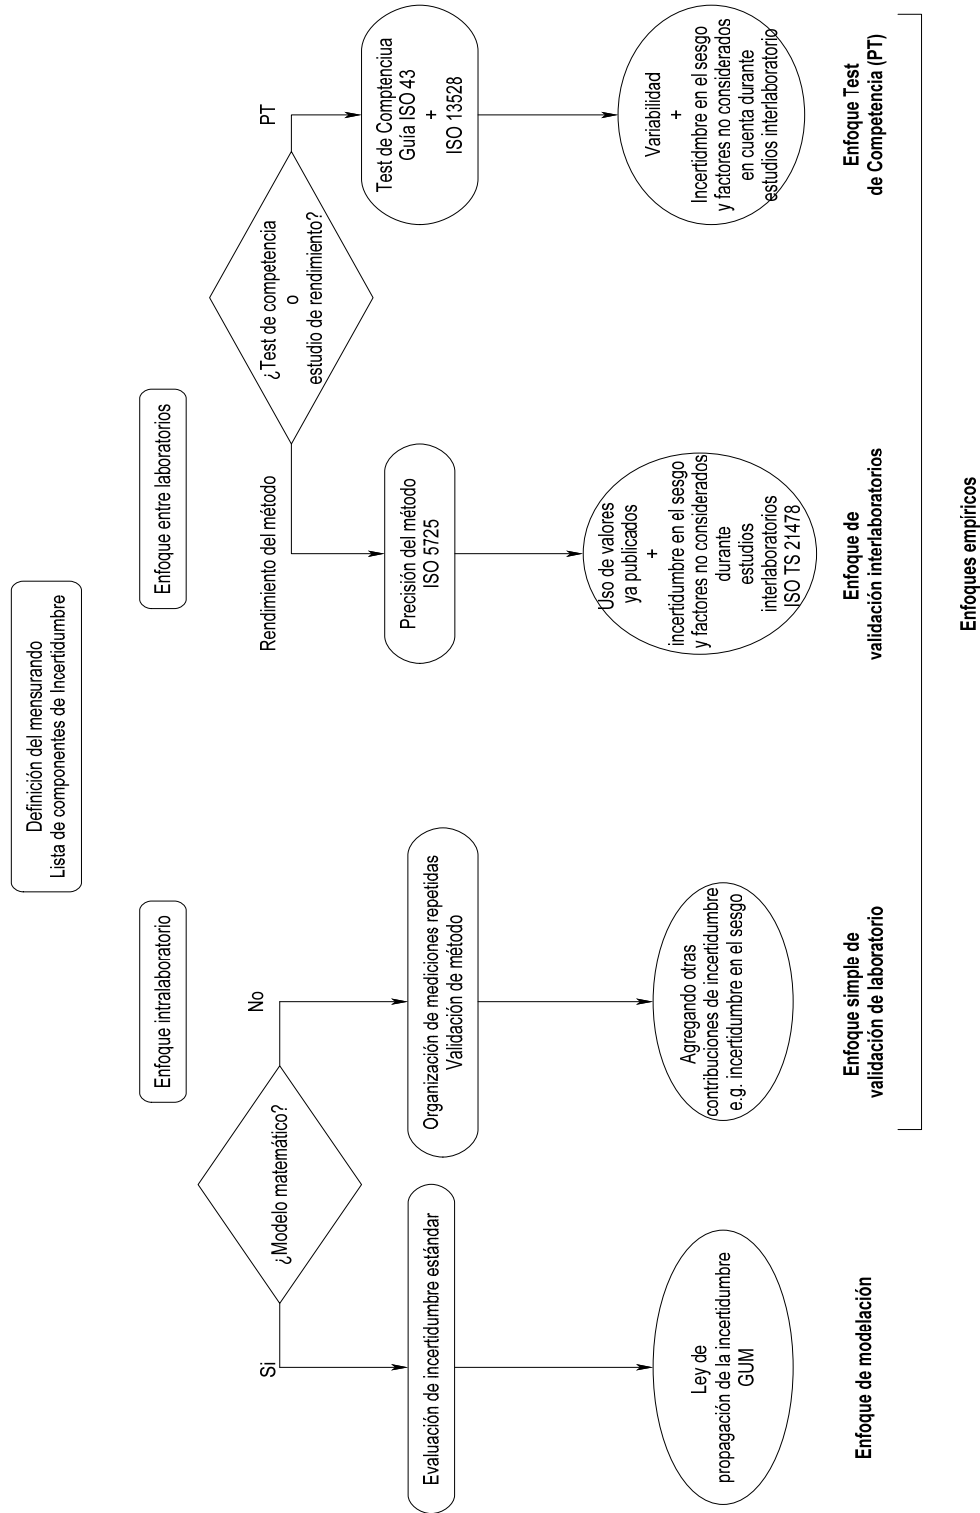 Definición del mensurando
Lista de componentes de Incertidumbre
Enfoque intralaboratorio
Enfoque entre laboratorios
¿Modelo matemático?
Si
No
¿Test de competencia
o
estudio de rendimiento?
Rendimiento del método
PT
Evaluación de incertidumbre estándar
Organización de mediciones repetidas
Validación de método
Precisión del método
ISO 5725
Test de Comptenciua
Guía ISO 43
+
ISO 13528
Ley de
propagación de la incertidumbre
GUM
Agregando otras
contribuciones de incertidumbre
e.g. incertidumbre en el sesgo
Uso de valores
ya publicados
+
incertidumbre en el sesgo
y factores no considerados
durante
estudios
interlaboratorios
ISO TS 21478
Variabilidad
+
Incertidmbre en el sesgo
y factores no considerados
en cuenta durante
estudios interlaboratorio
Enfoque de modelación
Enfoque simple de
validación de laboratorio
Enfoque de
validación interlaboratorios
Enfoque Test
de Competencia (PT)
Enfoques empíricos